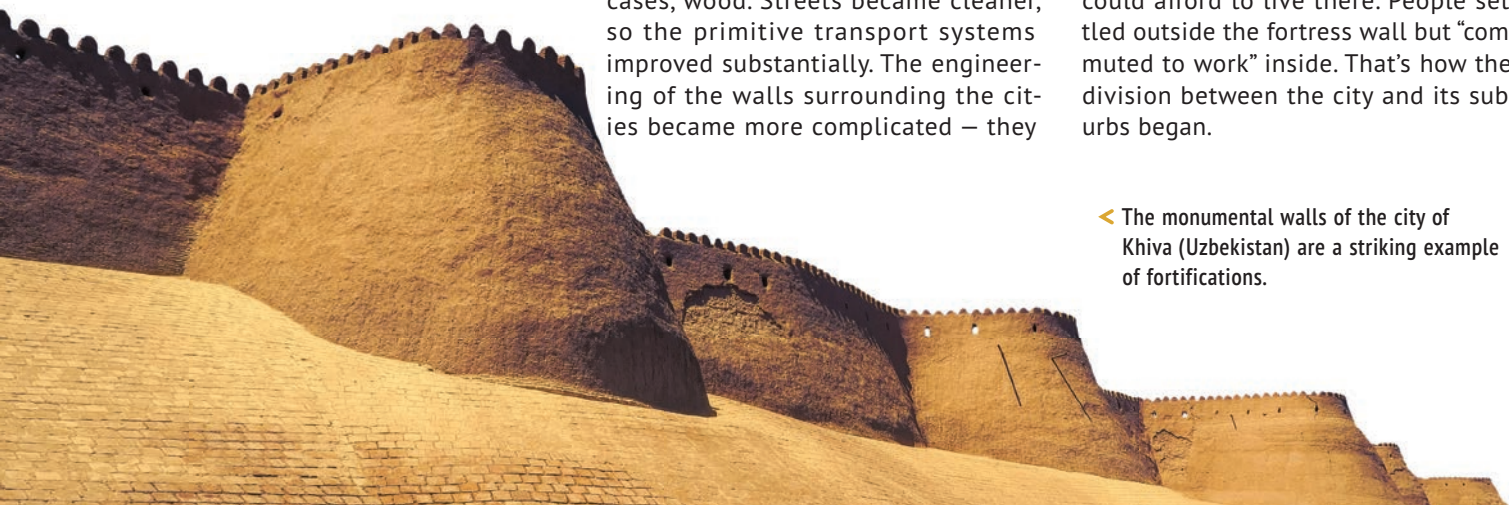 cases, wood. Streets became cleaner,
so the primitive transport systems
improved substantially. The engineer-
ing of the walls surrounding the cit-
ies became more complicated — they
could afford to live there. People set
tled outside the fortress wall but “com
muted to work” inside. That’s how the
division between the city and its sub
urbs began.
< The monumental walls of the city of
Khiva (Uzbekistan) are a striking example
of fortifications.